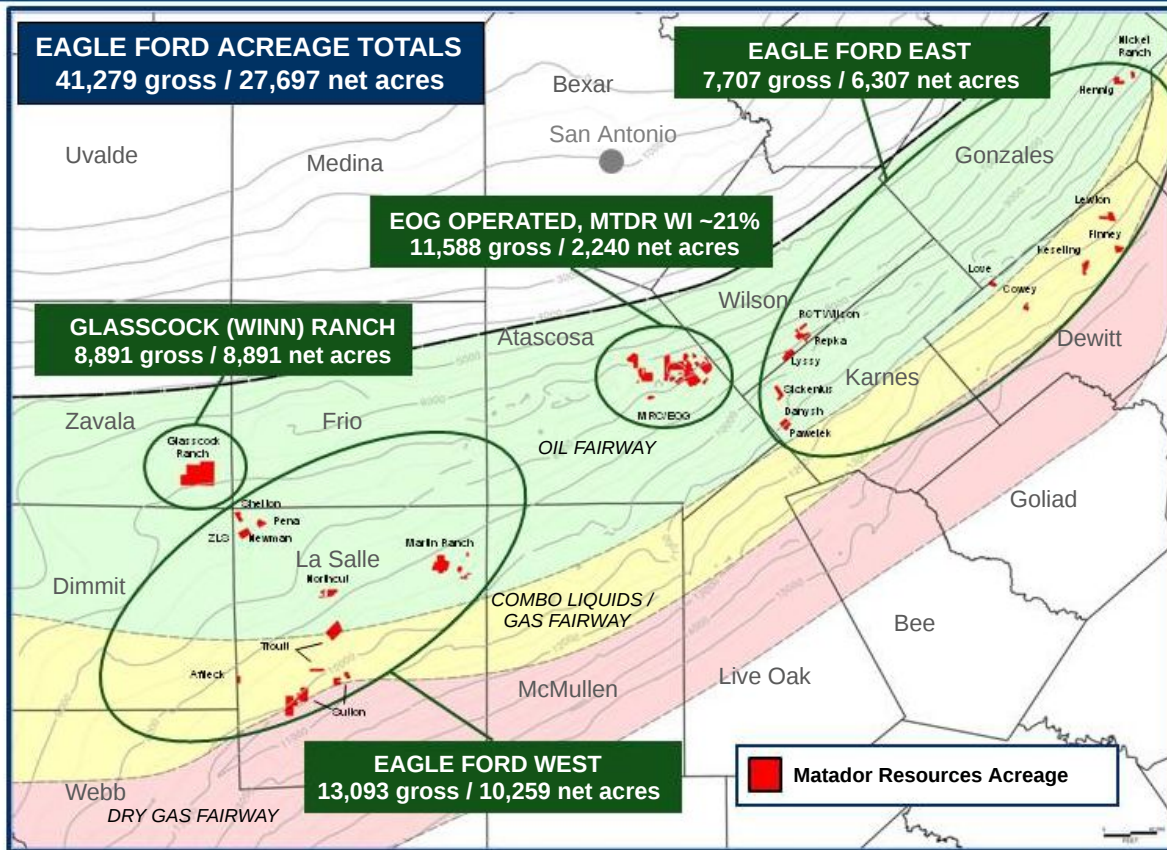 EAGLE FORD ACREAGE TOTALS
41,279 gross / 27,697 net acres
EAGLE FORD EAST
7,707 gross / 6,307 net acres
Nickel
Ranch
Hennig
Bexar
San Antonio
Uvalde
Medina
Gonzales
EOG OPERATED, MTDR WI ~21%
11,588 gross / 2,240 net acres
Lewton
Finney
Keseling
Love
Cowey
Wilson
RCT Wilson
Repka
Lyssy
Dewitt
GLASSCOCK (WINN) RANCH
8,891 gross / 8,891 net acres
Atascosa
Karnes
Sickenius
Danysh
Pawelek
MRC/EOG
Zavala
Frio
OIL FAIRWAY
Glasscock
Ranch
Goliad
Shelton
Pena
ZLS
Newman
La Salle
Martin Ranch
Northcut
Dimmit
COMBO LIQUIDS /
GAS FAIRWAY
Bee
Troutt
Affleck
Live Oak
McMullen
Sutton
EAGLE FORD WEST
13,093 gross / 10,259 net acres
Matador Resources Acreage
Webb
DRY GAS FAIRWAY